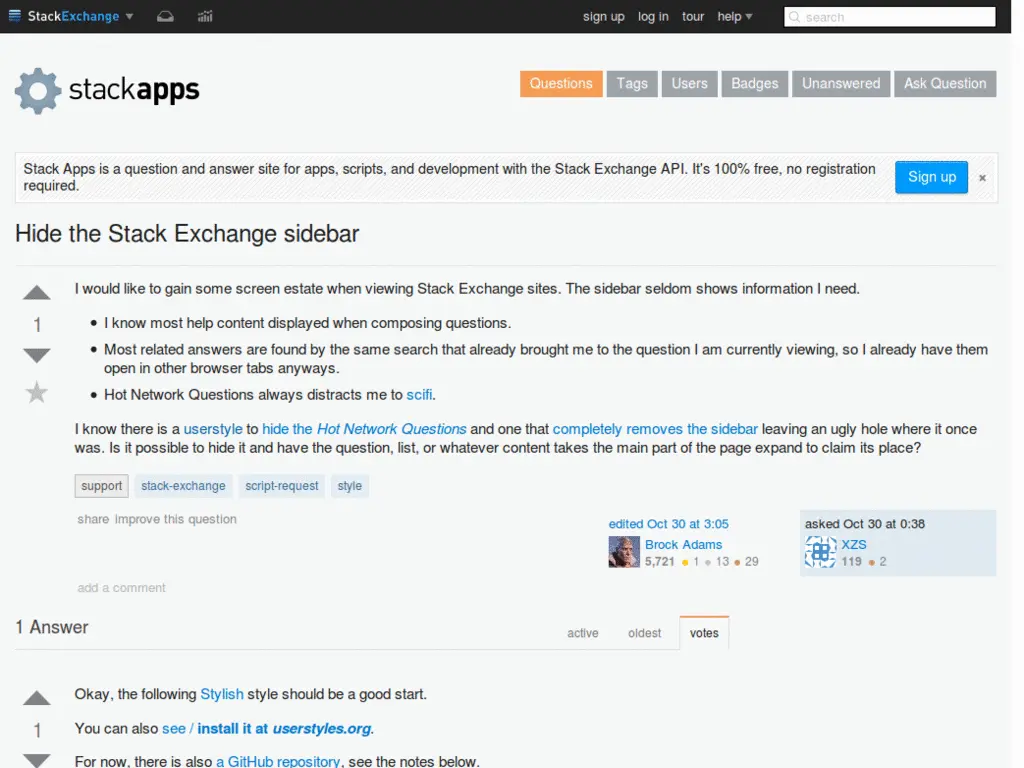 StackExchange sign up log in tour help search
stackapps
Questions Tags Users Badges Unanswered Ask Question
Stack Apps is a question and answer site for apps, scripts, and development with the Stack Exchange API. It's 100% free, no registration
required.
Sign up ×
Hide the Stack Exchange sidebar
I would like to gain some screen estate when viewing Stack Exchange sites. The sidebar seldom shows information I need.
1
• I know most help content displayed when composing questions.
• Most related answers are found by the same search that already brought me to the question I am currently viewing, so I already have them
open in other browser tabs anyways.
• Hot Network Questions always distracts me to scifi.
I know there is a userstyle to hide the Hot Network Questions and one that completely removes the sidebar leaving an ugly hole where it once
was. Is it possible to hide it and have the question, list, or whatever content takes the main part of the page expand to claim its place?
support stack-exchange script-request style
share improve this question
edited Oct 30 at 3:05
Brock Adams
5,721 ● 1 ● 13 ● 29
asked Oct 30 at 0:38
XZS
119 ● 2
add a comment
1 Answer
active oldest votes
Okay, the following Stylish style should be a good start.
1
You can also see / install it at userstyles.org.
For now, there is also a GitHub repository, see the notes below.